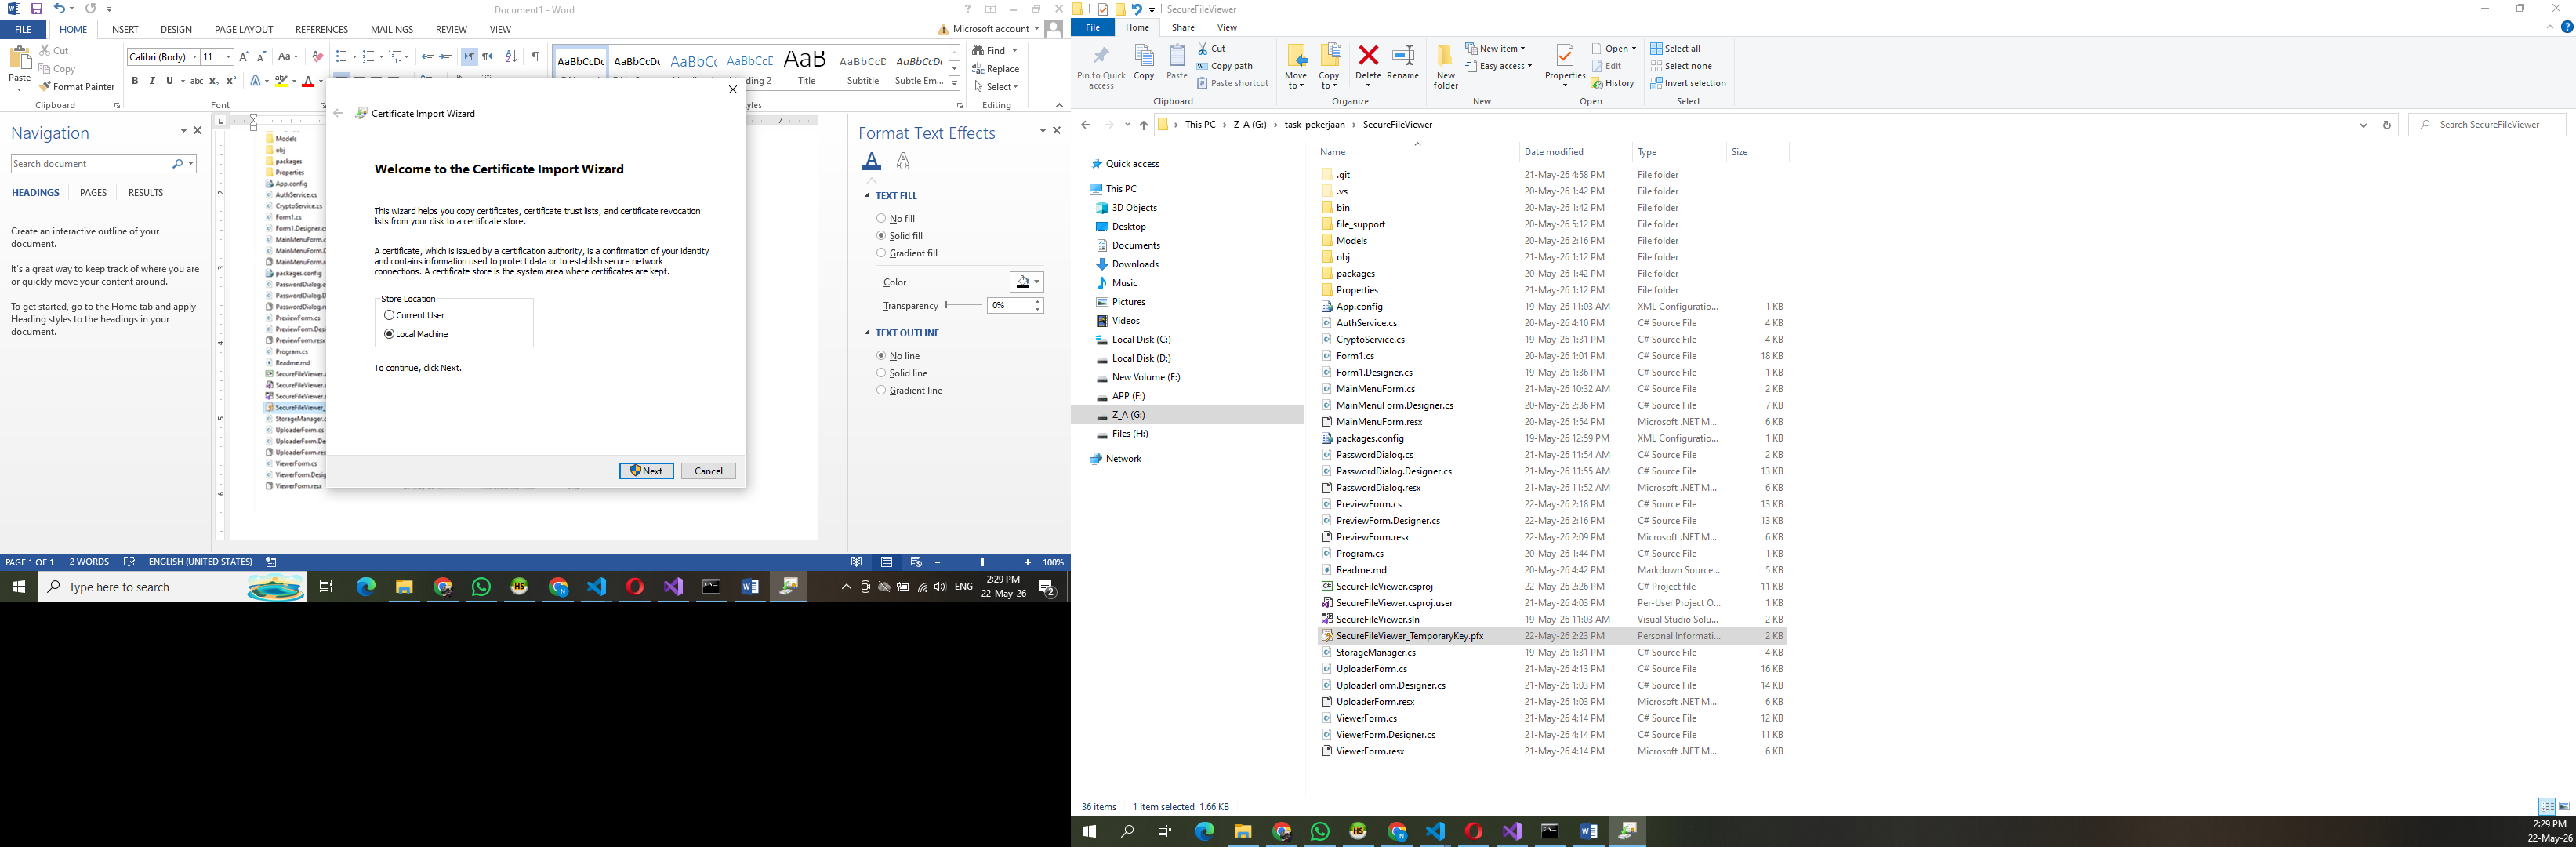 Document1 - Word
FILE HOME INSERT DESIGN PAGE LAYOUT REFERENCES MAILINGS REVIEW VIEW
Microsoft account
Paste
Cut
Copy
Format Painter
Clipboard
Calibri (Body) 11
Font
AaBbCcDc AaBbCcDc AaBbCc AaBbCcD AaBl AaBbCcD AaBbCcDc
Title Subtitle Subtle Em...
Find
Replace
Select
Editing
Navigation
Search document
HEADINGS PAGES RESULTS
Create an interactive outline of your
document.
It's a great way to keep track of where you are
or quickly move your content around.
To get started, go to the Home tab and apply
Heading styles to the headings in your
document.
Models
obj
packages
Properties
App.config
AuthService.cs
CryptoService.cs
Form1.cs
Form1.Designer.cs
packages.config
PreviewForm.cs
PreviewForm.resx
Program.cs
Readme.md
ViewerForm.cs
ViewerForm.resx
Certificate Import Wizard
Welcome to the Certificate Import Wizard
This wizard helps you copy certificates, certificate trust lists, and certificate revocation
lists from your disk to a certificate store.
A certificate, which is issued by a certification authority, is a confirmation of your identity
and contains information used to protect data or to establish secure network
connections. A certificate store is the system area where certificates are kept.
Store Location
Current User
Local Machine
To continue, click Next.
Next Cancel
Format Text Effects
TEXT FILL
No fill
Solid fill
Gradient fill
Color
Transparency 0%
TEXT OUTLINE
No line
Solid line
Gradient line
PAGE 1 OF 1 2 WORDS ENGLISH (UNITED STATES) 100%
Type here to search
ENG
2:29 PM
22-May-26
2
SecureFileViewer
File Home Share View
Pin to Quick
access
Copy
Paste
Cut
Copy path
Paste shortcut
Clipboard
Move
to
Copy
to
Delete
Rename
Organize
New
folder
New item
Easy access
New
Properties
Open
Edit
History
Open
Select all
Select none
Invert selection
Select
This PC > Z_A (G:) > task_pekerjaan > SecureFileViewer
Search SecureFileViewer
Quick access
This PC
3D Objects
Desktop
Documents
Downloads
Music
Pictures
Videos
Local Disk (C:)
Local Disk (D:)
New Volume (E:)
APP (F:)
Z_A (G:)
Files (H:)
Network
Name Date modified Type Size
.git 21-May-26 4:58 PM File folder
.vs 20-May-26 1:42 PM File folder
bin 20-May-26 1:42 PM File folder
file_support 20-May-26 5:12 PM File folder
Models 20-May-26 2:16 PM File folder
obj 21-May-26 1:12 PM File folder
packages 20-May-26 1:42 PM File folder
Properties 21-May-26 1:12 PM File folder
App.config 19-May-26 11:03 AM XML Configuratio... 1 KB
AuthService.cs 20-May-26 4:10 PM C# Source File 4 KB
CryptoService.cs 19-May-26 1:31 PM C# Source File 4 KB
Form1.cs 20-May-26 1:01 PM C# Source File 18 KB
Form1.Designer.cs 19-May-26 1:36 PM C# Source File 1 KB
MainMenuForm.cs 21-May-26 10:32 AM C# Source File 2 KB
MainMenuForm.Designer.cs 20-May-26 2:36 PM C# Source File 7 KB
MainMenuForm.resx 20-May-26 1:54 PM Microsoft .NET M... 6 KB
packages.config 19-May-26 12:59 PM XML Configuratio... 1 KB
PasswordDialog.cs 21-May-26 11:54 AM C# Source File 2 KB
PasswordDialog.Designer.cs 21-May-26 11:55 AM C# Source File 13 KB
PasswordDialog.resx 21-May-26 11:52 AM Microsoft .NET M... 6 KB
PreviewForm.cs 22-May-26 2:18 PM C# Source File 13 KB
PreviewForm.Designer.cs 22-May-26 2:16 PM C# Source File 13 KB
PreviewForm.resx 22-May-26 2:09 PM Microsoft .NET M... 6 KB
Program.cs 20-May-26 1:44 PM C# Source File 1 KB
Readme.md 20-May-26 4:42 PM Markdown Source... 5 KB
SecureFileViewer.csproj 22-May-26 2:26 PM C# Project file 11 KB
SecureFileViewer.csproj.user 21-May-26 4:03 PM Per-User Project O... 1 KB
SecureFileViewer.sln 19-May-26 11:03 AM Visual Studio Solu... 2 KB
SecureFileViewer_TemporaryKey.pfx 22-May-26 2:23 PM Personal Informati... 2 KB
StorageManager.cs 19-May-26 1:31 PM C# Source File 4 KB
UploaderForm.cs 21-May-26 4:13 PM C# Source File 16 KB
UploaderForm.Designer.cs 21-May-26 1:03 PM C# Source File 14 KB
UploaderForm.resx 21-May-26 1:03 PM Microsoft .NET M... 6 KB
ViewerForm.cs 21-May-26 4:14 PM C# Source File 12 KB
ViewerForm.Designer.cs 21-May-26 4:14 PM C# Source File 11 KB
ViewerForm.resx 21-May-26 4:14 PM Microsoft .NET M... 6 KB
36 items 1 item selected 1.66 KB
2:29 PM
22-May-26